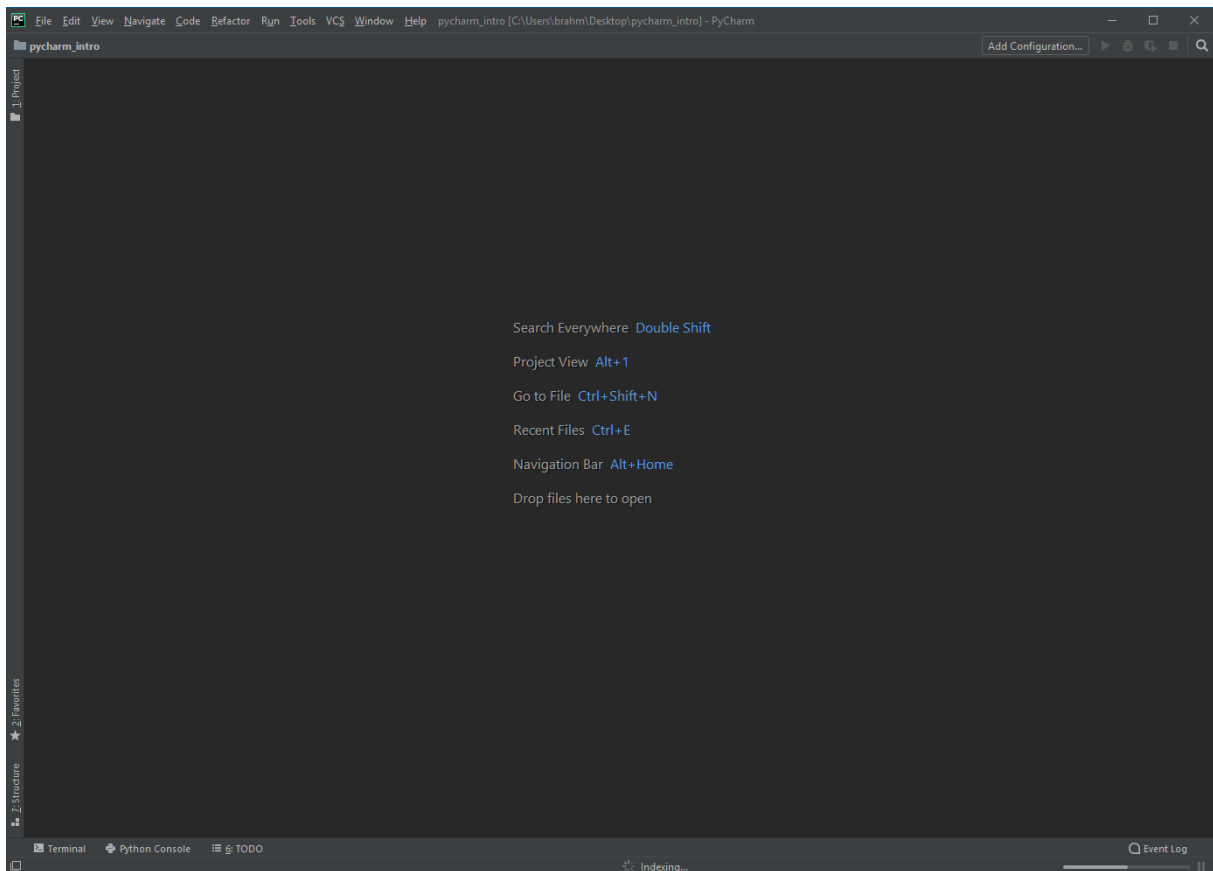 PC File Edit View Navigate Code Refactor Run Tools VCS Window Help pycharm_intro [C:\Users\brahm\Desktop\pycharm_intro] - PyCharm
pycharm_intro Add Configuration...
1: Project
Search Everywhere Double Shift
Project View Alt+1
Go to File Ctrl+Shift+N
Recent Files Ctrl+E
Navigation Bar Alt+Home
Drop files here to open
2: Favorites
7: Structure
Terminal Python Console 6: TODO Event Log
Indexing...